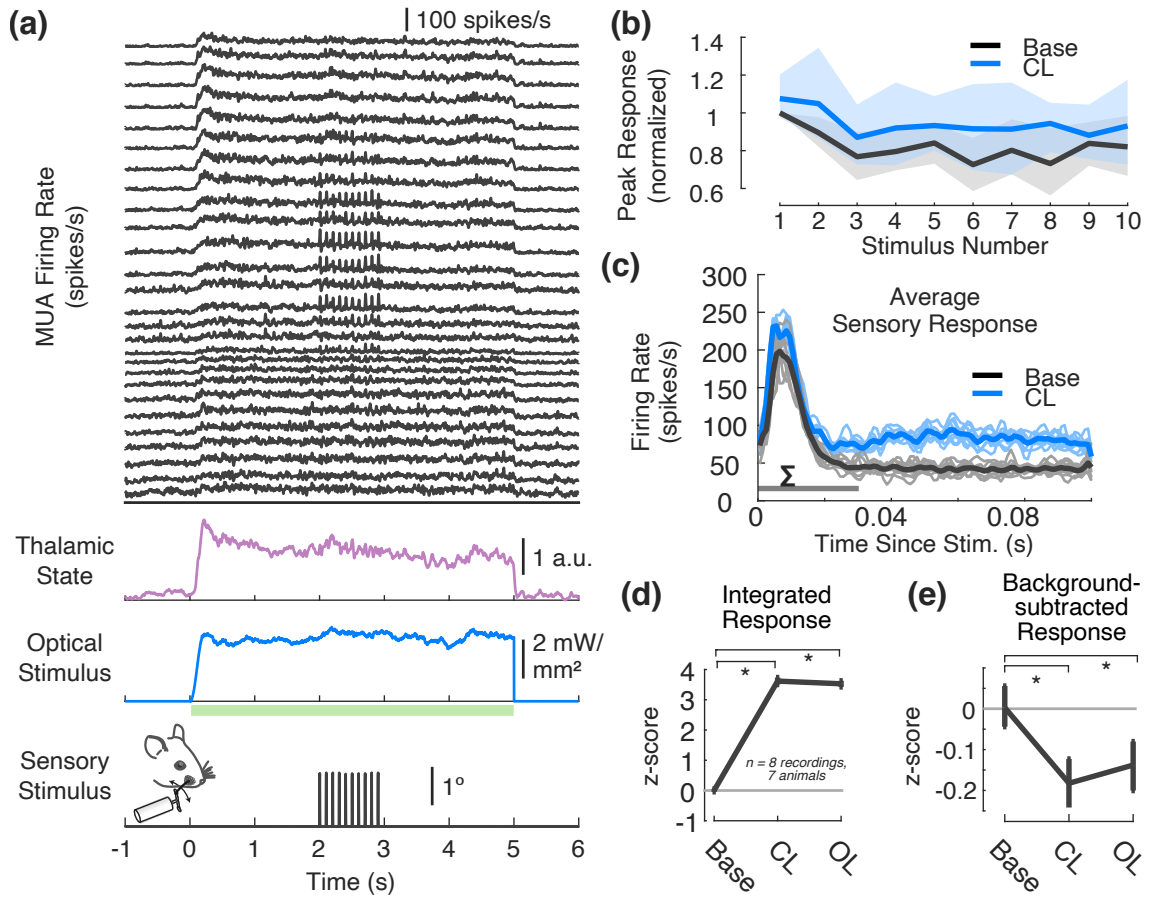 (a)
100 spikes/s
MUA Firing Rate
(spikes/s)
Thalamic
State
1 a.u.
Optical
Stimulus
2 mW/
mm²
Sensory
Stimulus
1°
-1 0 1 2 3 4 5 6
Time (s)
(b)
Peak Response
(normalized)
1.4
1.2
1
0.8
0.6
Base
CL
1 2 3 4 5 6 7 8 9 10
Stimulus Number
(c)
Average
Sensory Response
Firing Rate
(spikes/s)
300
250
200
150
100
50
0
Base
CL
Σ
0 0.04 0.08
Time Since Stim. (s)
(d)
Integrated
Response
* *
z-score
4
3
2
1
0
-1
n = 8 recordings,
7 animals
Base CL OL
(e)
Background-
subtracted
Response
* *
z-score
0
-0.1
-0.2
Base CL OL